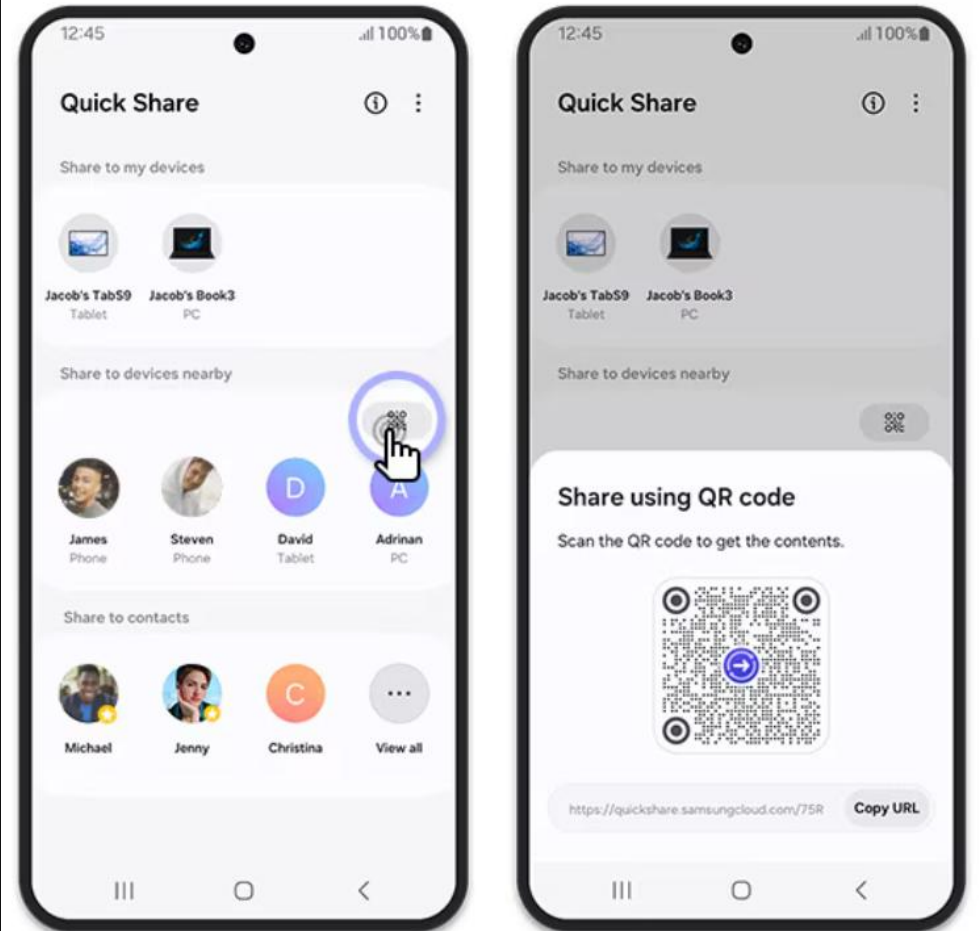 12:45
100%
Quick Share
Share to my devices
Jacob's TabS9
Tablet
Jacob's Book3
PC
Share to devices nearby
James
Phone
Steven
Phone
D
David
Tablet
A
Adrinan
PC
Share to contacts
Michael
Jenny
C
Christina
View all
12:45
100%
Quick Share
Share to my devices
Jacob's TabS9
Tablet
Jacob's Book3
PC
Share to devices nearby
Share using QR code
Scan the QR code to get the contents.
https://quickshare.samsungcloud.com/75R
Copy URL